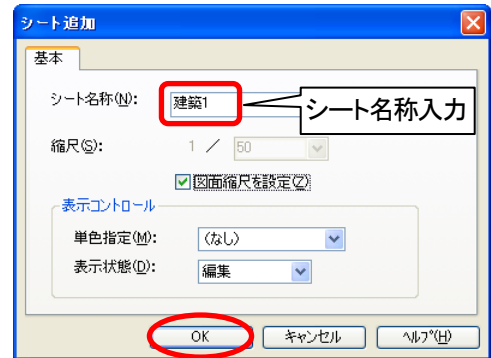 シート追加
基本
シート名称(N): 建築1
シート名称入力
縮尺(S): 1 / 50
図面縮尺を設定(Z)
表示コントロール
単色指定(M): (なし)
表示状態(D): 編集
OK キャンセル ヘルプ(H)